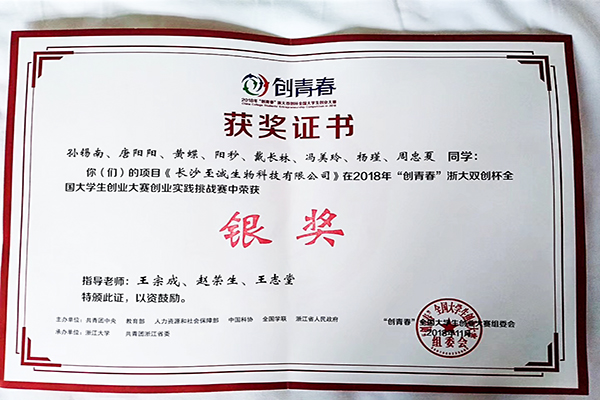 创青春
2018年“创青春”浙大双创杯全国大学生创业大赛
获奖证书
孙杨南、唐阳阳、黄蝶、阳秒、戴长林、冯美玲、杨瑾、周忠夏 同学：
你（们）的项目《长沙至诚生物科技有限公司》在2018年“创青春”浙大双创杯全
国大学生创业大赛创业实践挑战赛中荣获
银奖
指导老师：王宗成、赵荣生、王志堂
特颁此证，以资鼓励。
主办单位：共青团中央 教育部 人力资源和社会保障部 中国科协 全国学联 浙江省人民政府
承办单位：浙江大学 共青团浙江省委
“创青春”全国大学生创业大赛组委会
2018年11月
组委会